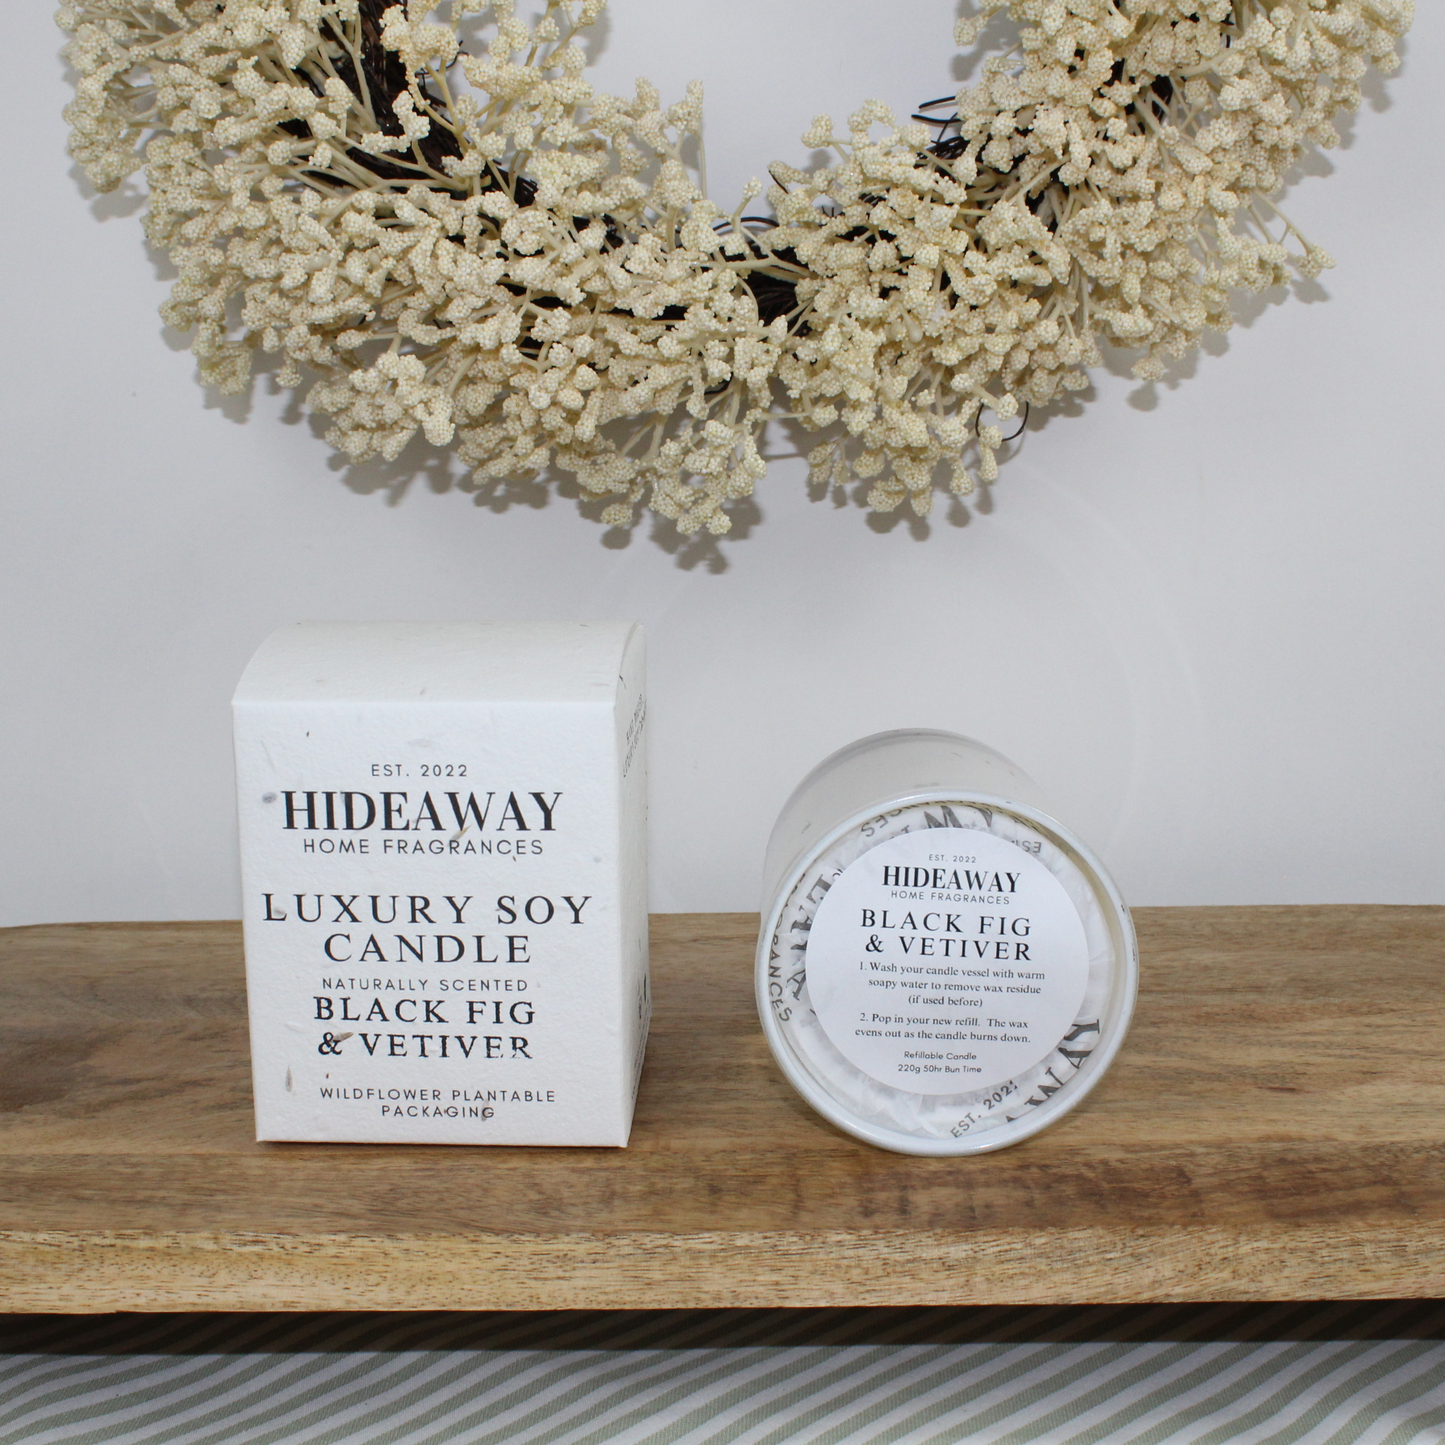 EST. 2022
HIDEAWAY
HOME FRAGRANCES
LUXURY SOY
CANDLE
NATURALLY SCENTED
BLACK FIG
& VETIVER
WILDFLOWER PLANTABLE
PACKAGING
EST. 2022
HIDEAWAY
HOME FRAGRANCES
BLACK FIG
& VETIVER
1. Wash your candle vessel with warm
soapy water to remove wax residue
(if used before)
2. Pop in your new refill. The wax
evens out as the candle burns down.
Refillable Candle
220g 50hr Bun Time
EST. 2021